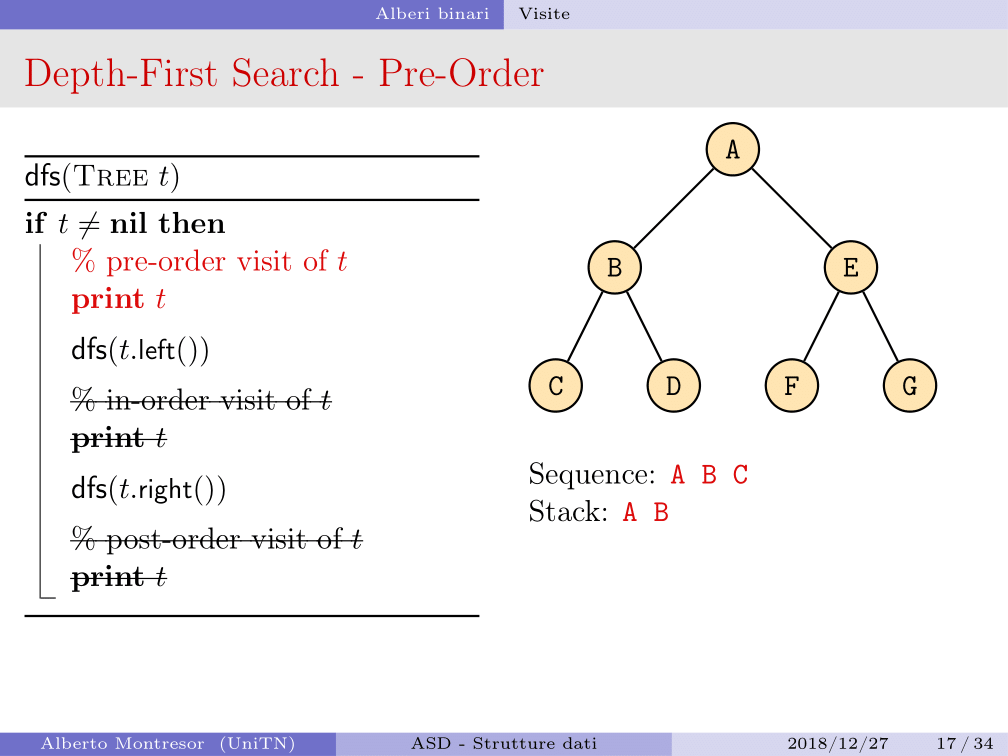 Alberi binari Visite
Depth-First Search - Pre-Order
dfs(TREE t)
if t ≠ nil then
% pre-order visit of t
print t
dfs(t.left())
% in-order visit of t
print t
dfs(t.right())
% post-order visit of t
print t
A
B E
C D F G
Sequence: A B C
Stack: A B
Alberto Montresor (UniTN) ASD - Strutture dati 2018/12/27 17 / 34